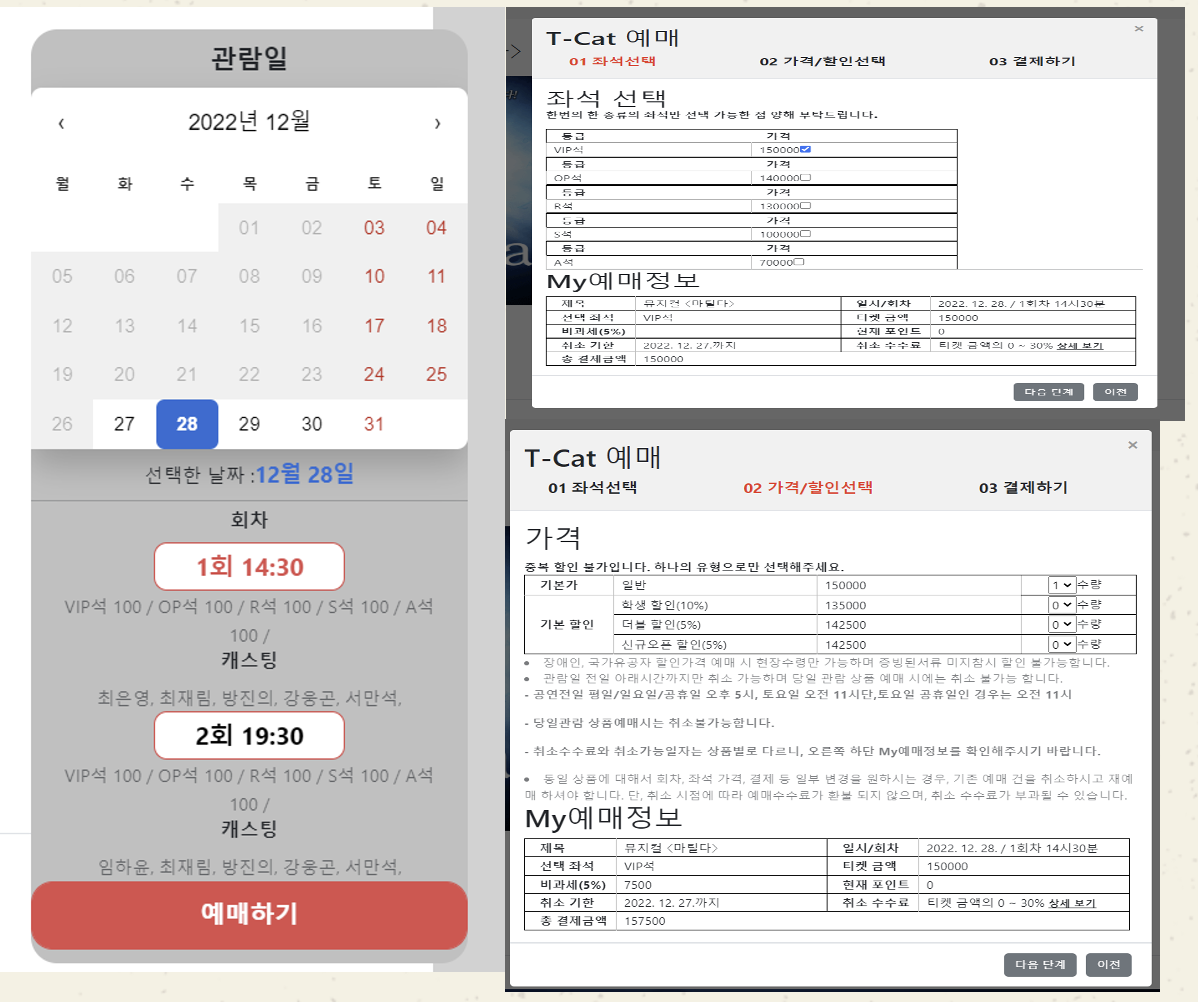 관람일
‹ 2022년 12월 ›
월 화 수 목 금 토 일
01 02 03 04
05 06 07 08 09 10 11
12 13 14 15 16 17 18
19 20 21 22 23 24 25
26 27 28 29 30 31
선택한 날짜 :12월 28일
회차
1회 14:30
VIP석 100 / OP석 100 / R석 100 / S석 100 / A석
100 /
캐스팅
최은영, 최재림, 방진의, 강웅곤, 서만석,
2회 19:30
VIP석 100 / OP석 100 / R석 100 / S석 100 / A석
100 /
캐스팅
임하윤, 최재림, 방진의, 강웅곤, 서만석,
예매하기
T-Cat 예매 ×
01 좌석선택 02 가격/할인선택 03 결제하기
좌석 선택
한번의 한 종류의 좌석만 선택 가능한 점 양해 부탁드립니다.
등급 가격
VIP석 150000
등급 가격
OP석 140000
등급 가격
R석 130000
등급 가격
S석 100000
등급 가격
A석 70000
My예매정보
제목 뮤지컬 <마틸다> 일시/회차 2022. 12. 28. / 1회차 14시30분
선택 좌석 VIP석 티켓 금액 150000
비과세(5%) 현재 포인트 0
취소 기한 2022. 12. 27.까지 취소 수수료 티켓 금액의 0 ~ 30% 상세 보기
총 결제금액 150000
다음 단계 이전
T-Cat 예매 ×
01 좌석선택 02 가격/할인선택 03 결제하기
가격
중복 할인 불가입니다. 하나의 유형으로만 선택해주세요.
기본가 일반 150000 1 수량
기본 할인 학생 할인(10%) 135000 0 수량
더블 할인(5%) 142500 0 수량
신규오픈 할인(5%) 142500 0 수량
• 장애인, 국가유공자 할인가격 예매 시 현장수령만 가능하며 증빙된서류 미지참시 할인 불가능합니다.
• 관람일 전일 아래시간까지만 취소 가능하며 당일 관람 상품 예매 시에는 취소 불가능 합니다.
- 공연전일 평일/일요일/공휴일 오후 5시, 토요일 오전 11시단,토요일 공휴일인 경우는 오전 11시
- 당일관람 상품예매시는 취소불가능합니다.
- 취소수수료와 취소가능일자는 상품별로 다르니, 오른쪽 하단 My예매정보를 확인해주시기 바랍니다.
• 동일 상품에 대해서 회차, 좌석 가격, 결제 등 일부 변경을 원하시는 경우, 기존 예매 건을 취소하시고 재예
매 하셔야 합니다. 단, 취소 시점에 따라 예매수수료가 환불 되지 않으며, 취소 수수료가 부과될 수 있습니다.
My예매정보
제목 뮤지컬 <마틸다> 일시/회차 2022. 12. 28. / 1회차 14시30분
선택 좌석 VIP석 티켓 금액 150000
비과세(5%) 7500 현재 포인트 0
취소 기한 2022. 12. 27.까지 취소 수수료 티켓 금액의 0 ~ 30% 상세 보기
총 결제금액 157500
다음 단계 이전